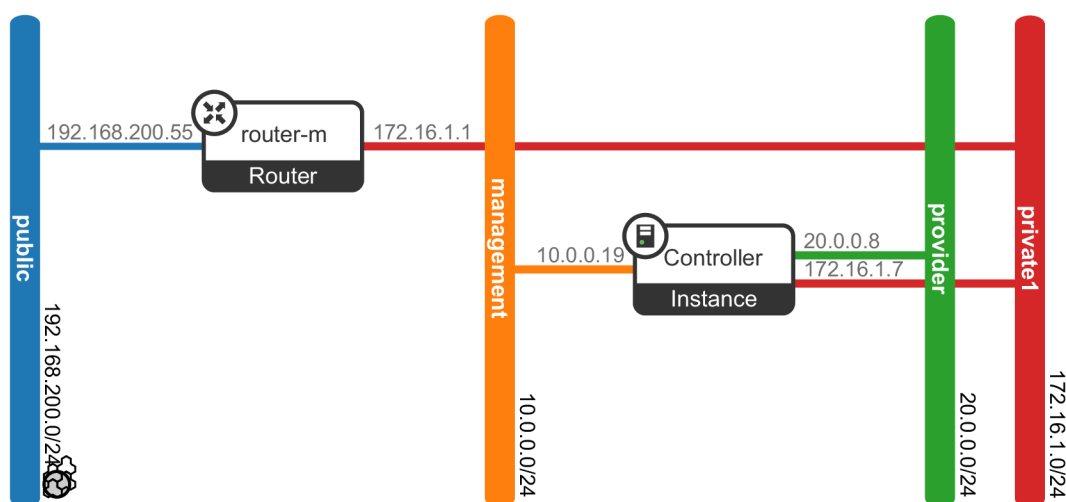 public
192.168.200.0/24
192.168.200.55
router-m
Router
172.16.1.1
management
10.0.0.0/24
10.0.0.19
Controller
Instance
20.0.0.8
172.16.1.7
provider
20.0.0.0/24
private1
172.16.1.0/24